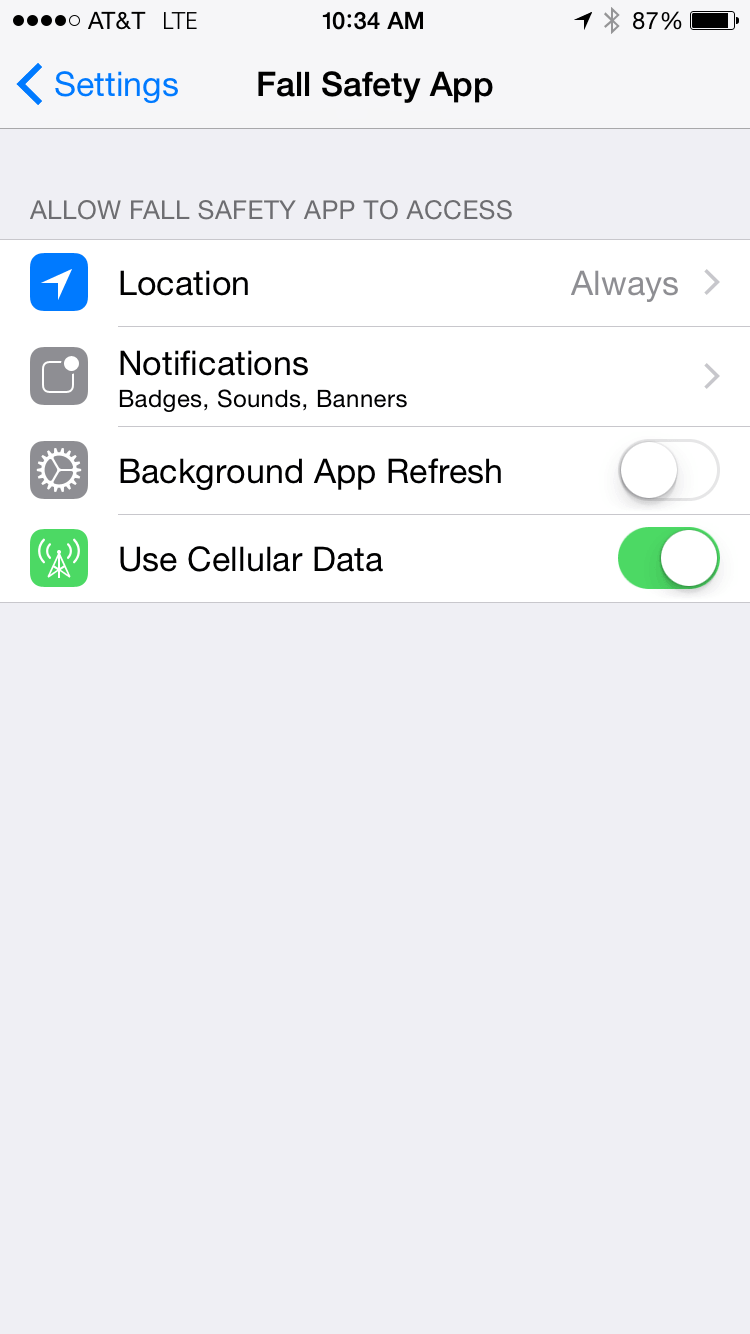 AT&T LTE 10:34 AM 87%
Settings Fall Safety App
ALLOW FALL SAFETY APP TO ACCESS
Location Always
Notifications
Badges, Sounds, Banners
Background App Refresh
Use Cellular Data